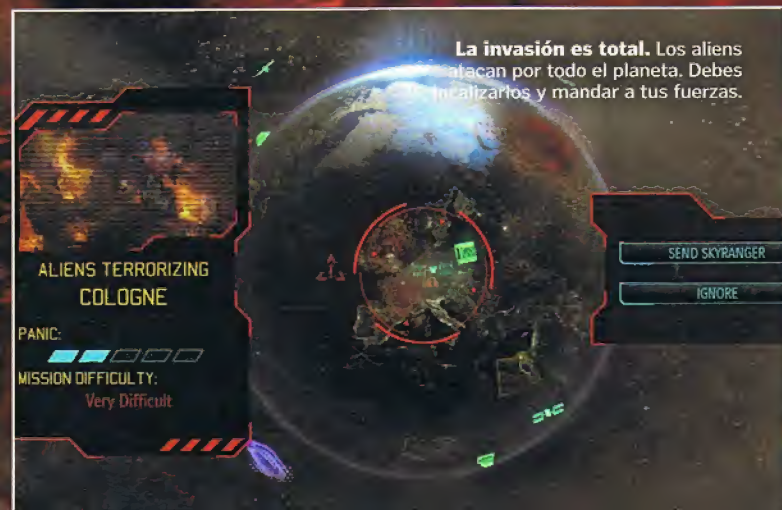 La invasión es total. Los aliens
atacan por todo el planeta. Debes
localizarlos y mandar a tus fuerzas.
ALIENS TERRORIZING
COLOGNE
PANIC:
MISSION DIFFICULTY:
Very Difficult
SEND SKYRANGER
IGNORE